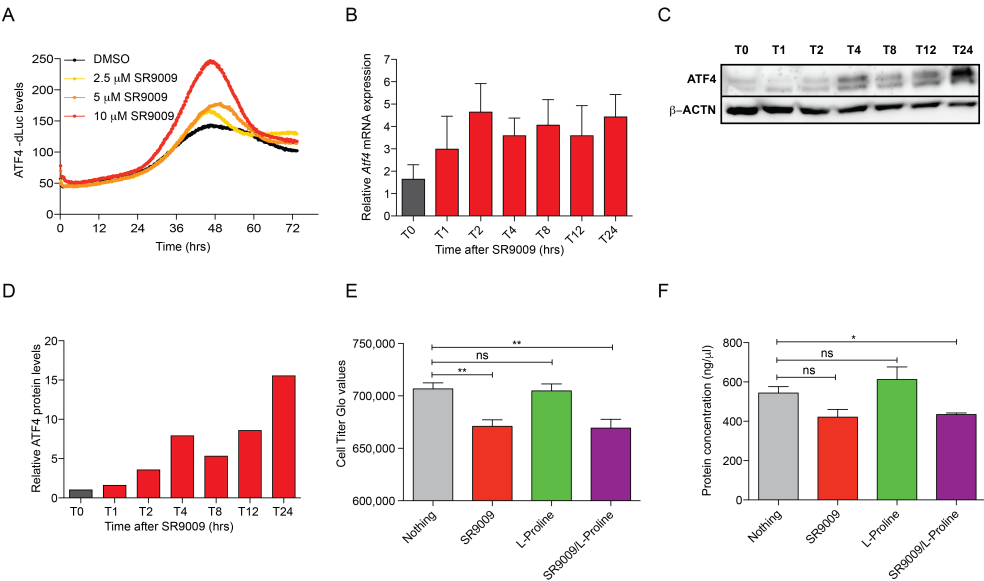 A
ATF4 -dLuc levels
250
200
150
100
50
0
0
12
24
36
48
60
72
Time (hrs)
DMSO
2.5 μM SR9009
5 μM SR9009
10 μM SR9009
B
Relative Atf4 mRNA expression
7
6
5
4
3
2
1
0
T0
T1
T2
T4
T8
T12
T24
Time after SR9009 (hrs)
C
T0 T1 T2 T4 T8 T12 T24
ATF4
β-ACTN
D
Relative ATF4 protein levels
20
15
10
5
0
T0
T1
T2
T4
T8
T12
T24
Time after SR9009 (hrs)
E
Cell Titer Glo values
750,000
700,000
650,000
600,000
**
ns
**
Nothing
SR9009
L-Proline
SR9009/L-Proline
F
Protein concentration (ng/μl)
800
600
400
200
0
*
ns
ns
Nothing
SR9009
L-Proline
SR9009/L-Proline